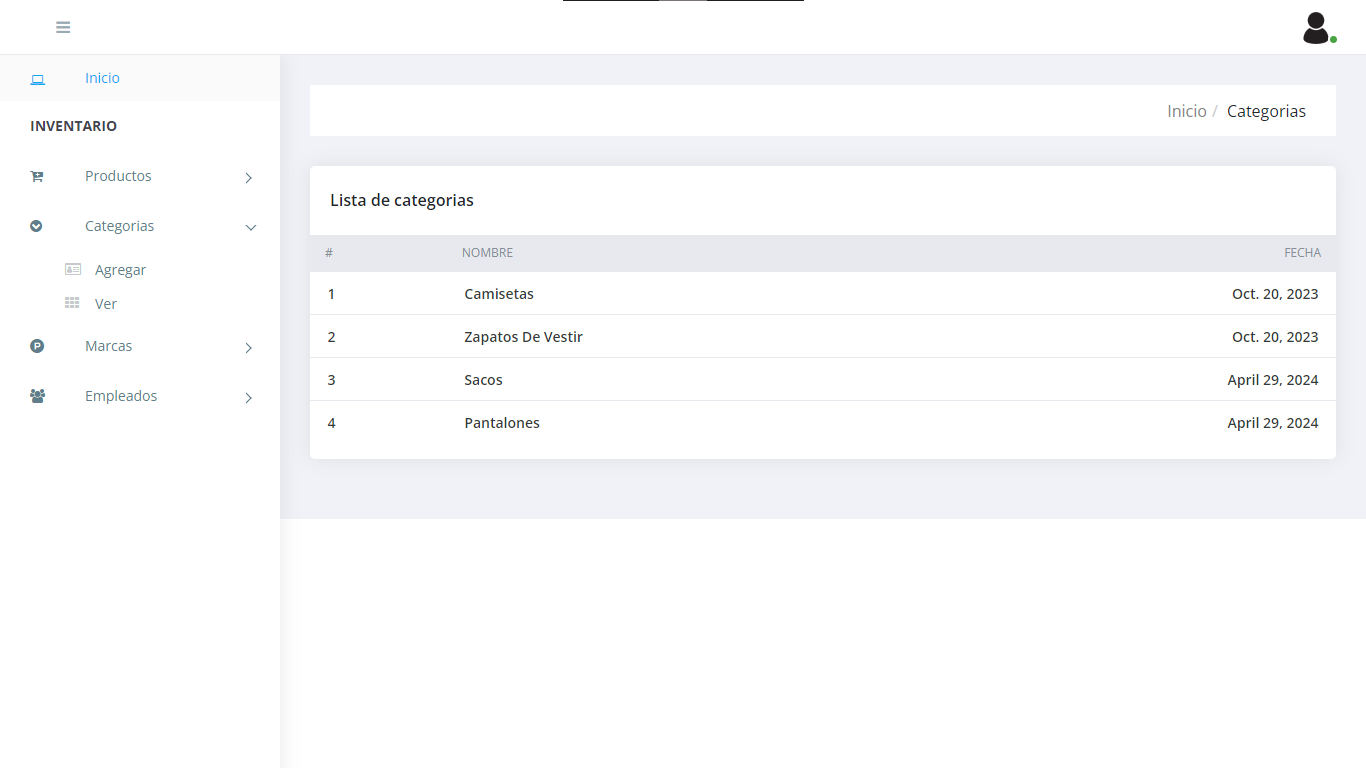 Inicio
INVENTARIO
Productos
Categorias
Agregar
Ver
Marcas
Empleados
Inicio / Categorias
Lista de categorias
# NOMBRE FECHA
1 Camisetas Oct. 20, 2023
2 Zapatos De Vestir Oct. 20, 2023
3 Sacos April 29, 2024
4 Pantalones April 29, 2024